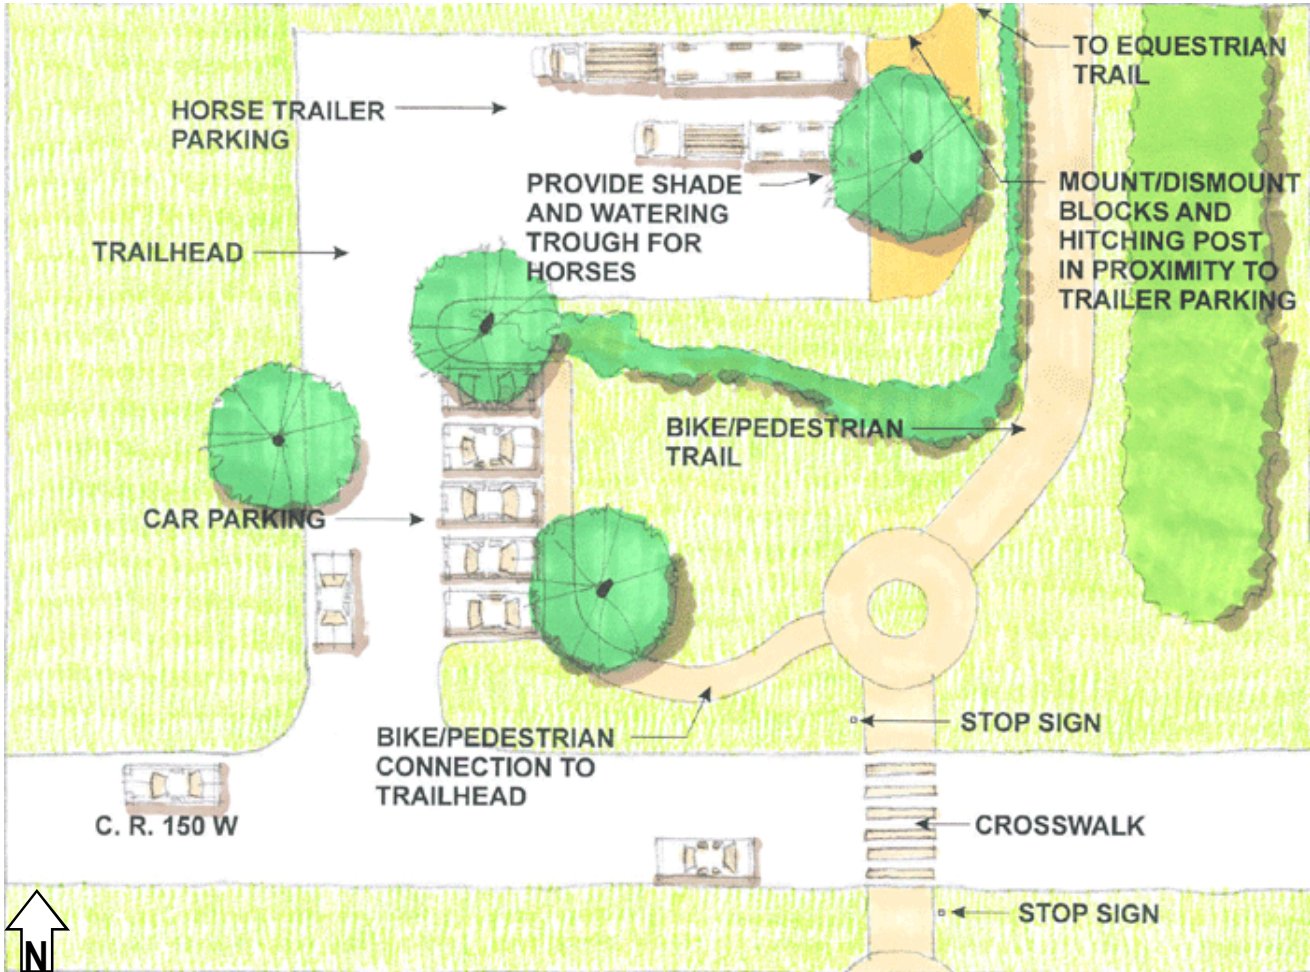 TO EQUESTRIAN
TRAIL
HORSE TRAILER
PARKING
PROVIDE SHADE
AND WATERING
TROUGH FOR
HORSES
MOUNT/DISMOUNT
BLOCKS AND
HITCHING POST
IN PROXIMITY TO
TRAILER PARKING
TRAILHEAD
BIKE/PEDESTRIAN
TRAIL
CAR PARKING
STOP SIGN
BIKE/PEDESTRIAN
CONNECTION TO
TRAILHEAD
C. R. 150 W
CROSSWALK
STOP SIGN
N